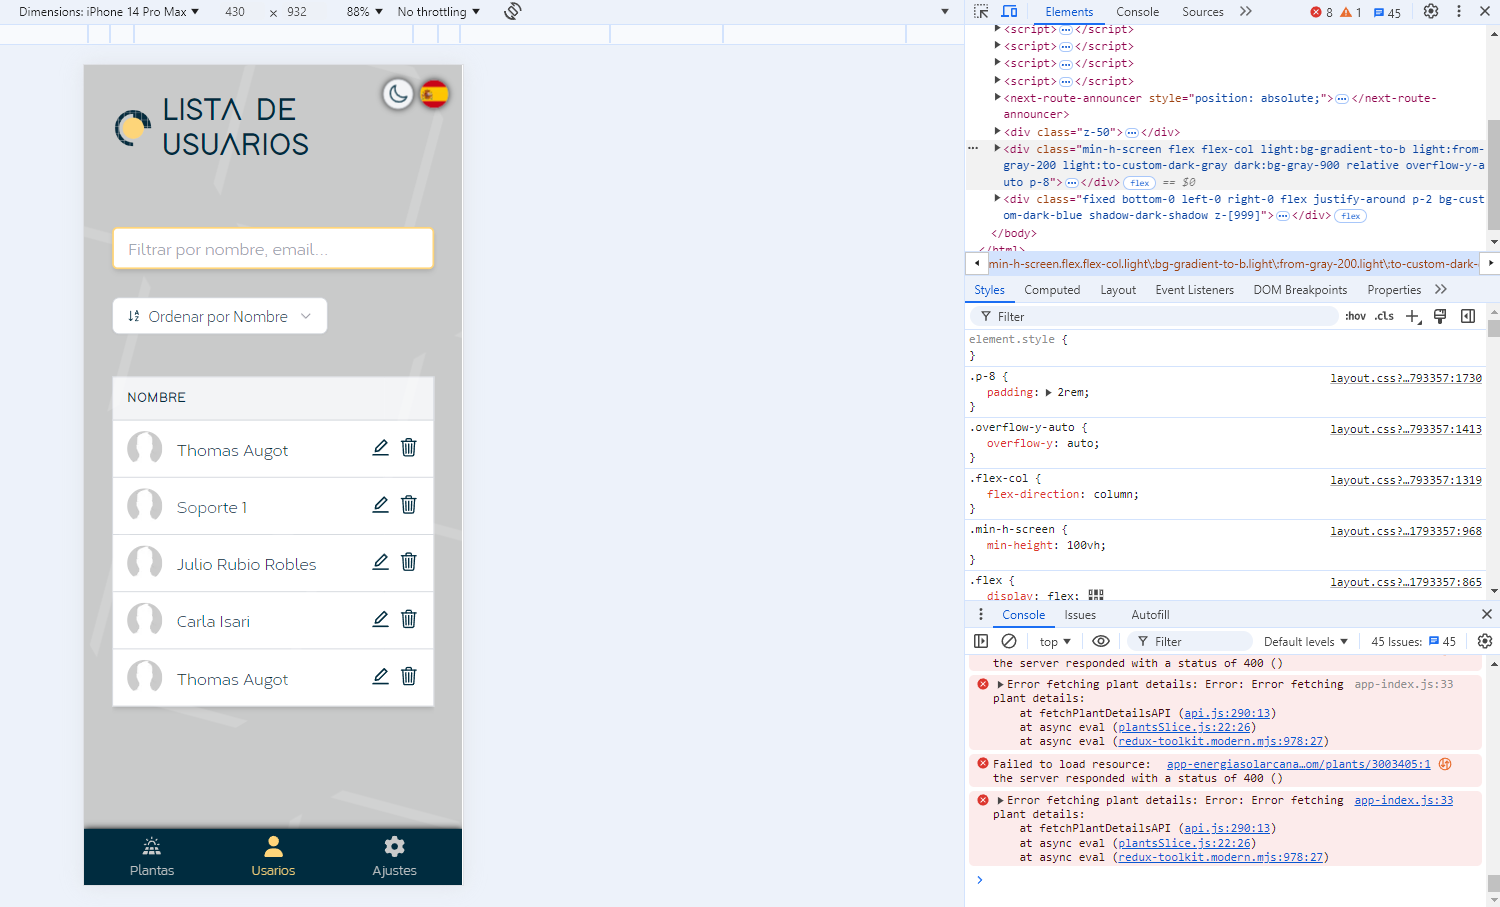 Dimensions: iPhone 14 Pro Max ▼ 430 × 932 88% ▼ No throttling ▼
LISTA DE
USUARIOS
Filtrar por nombre, email...
Ordenar por Nombre
NOMBRE
Thomas Augot
Soporte 1
Julio Rubio Robles
Carla Isari
Thomas Augot
Plantas Usarios Ajustes
Elements Console Sources 8 1 45
<script>…</script>
<script>…</script>
<script>…</script>
<script>…</script>
<next-route-announcer style="position: absolute;">…</next-route-
announcer>
<div class="z-50">…</div>
<div class="min-h-screen flex flex-col light:bg-gradient-to-b light:from-
gray-200 light:to-custom-dark-gray dark:bg-gray-900 relative overflow-y-a
uto p-8">…</div> flex == $0
<div class="fixed bottom-0 left-0 right-0 flex justify-around p-2 bg-cust
om-dark-blue shadow-dark-shadow z-[999]">…</div> flex
</body>
</html>
min-h-screen.flex.flex-col.light\:bg-gradient-to-b.light\:from-gray-200.light\:to-custom-dark-
Styles Computed Layout Event Listeners DOM Breakpoints Properties
Filter :hov .cls
element.style {
}
.p-8 { layout.css?…793357:1730
padding: 2rem;
}
.overflow-y-auto { layout.css?…793357:1413
overflow-y: auto;
}
.flex-col { layout.css?…793357:1319
flex-direction: column;
}
.min-h-screen { layout.css?…1793357:968
min-height: 100vh;
}
.flex { layout.css?…1793357:865
display: flex;
Console Issues Autofill
top ▼ Filter Default levels ▼ 45 Issues: 45
the server responded with a status of 400 ()
Error fetching plant details: Error: Error fetching app-index.js:33
plant details:
at fetchPlantDetailsAPI (api.js:290:13)
at async eval (plantsSlice.js:22:26)
at async eval (redux-toolkit.modern.mjs:978:27)
Failed to load resource: app-energiasolarcana…om/plants/3003405:1
the server responded with a status of 400 ()
Error fetching plant details: Error: Error fetching app-index.js:33
plant details:
at fetchPlantDetailsAPI (api.js:290:13)
at async eval (plantsSlice.js:22:26)
at async eval (redux-toolkit.modern.mjs:978:27)